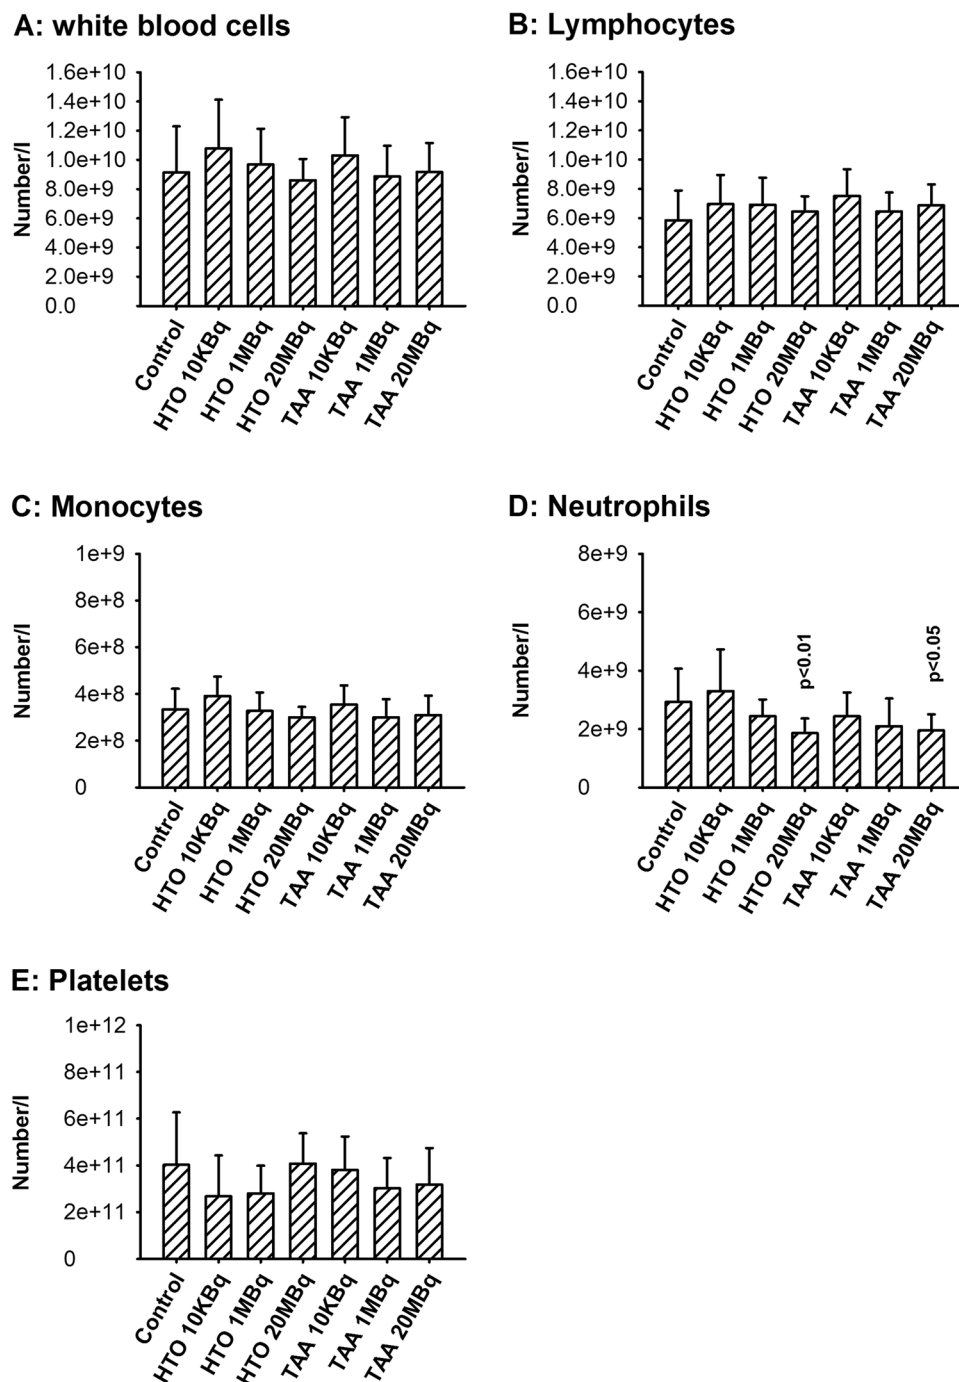 A: white blood cells
Number/l
1.6e+10
1.4e+10
1.2e+10
1.0e+10
8.0e+9
6.0e+9
4.0e+9
2.0e+9
0.0
Control
HTO 10KBq
HTO 1MBq
HTO 20MBq
TAA 10KBq
TAA 1MBq
TAA 20MBq
B: Lymphocytes
Number/l
1.6e+10
1.4e+10
1.2e+10
1.0e+10
8.0e+9
6.0e+9
4.0e+9
2.0e+9
0.0
Control
HTO 10KBq
HTO 1MBq
HTO 20MBq
TAA 10KBq
TAA 1MBq
TAA 20MBq
C: Monocytes
Number/l
1e+9
8e+8
6e+8
4e+8
2e+8
0
Control
HTO 10KBq
HTO 1MBq
HTO 20MBq
TAA 10KBq
TAA 1MBq
TAA 20MBq
D: Neutrophils
Number/l
8e+9
6e+9
4e+9
2e+9
0
p<0.01
p<0.05
Control
HTO 10KBq
HTO 1MBq
HTO 20MBq
TAA 10KBq
TAA 1MBq
TAA 20MBq
E: Platelets
Number/l
1e+12
8e+11
6e+11
4e+11
2e+11
0
Control
HTO 10KBq
HTO 1MBq
HTO 20MBq
TAA 10KBq
TAA 1MBq
TAA 20MBq